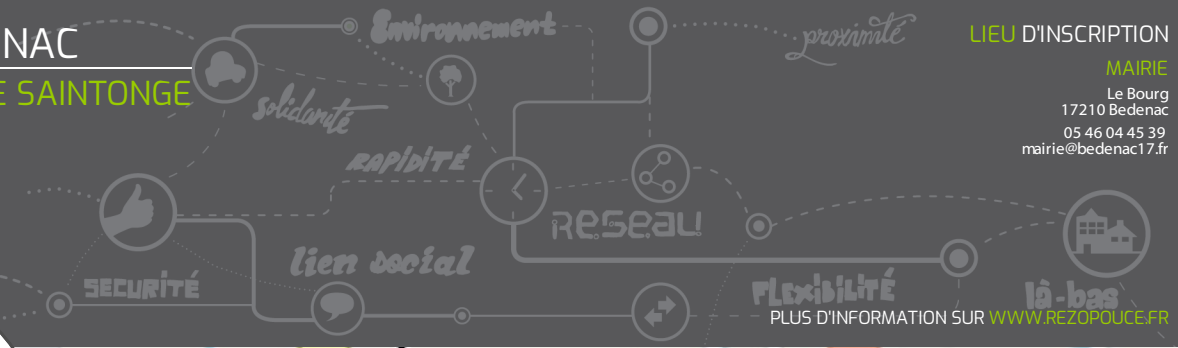 NAC
E SAINTONGE
Environnement
proximité
solidarité
RAPIDITÉ
ReSeaU
lien social
SECURITÉ
FLEXIBILITÉ
là-bas
LIEU D'INSCRIPTION
MAIRIE
Le Bourg
17210 Bedenac
05 46 04 45 39
mairie@bedenac17.fr
PLUS D'INFORMATION SUR WWW.REZOPOUCE.FR